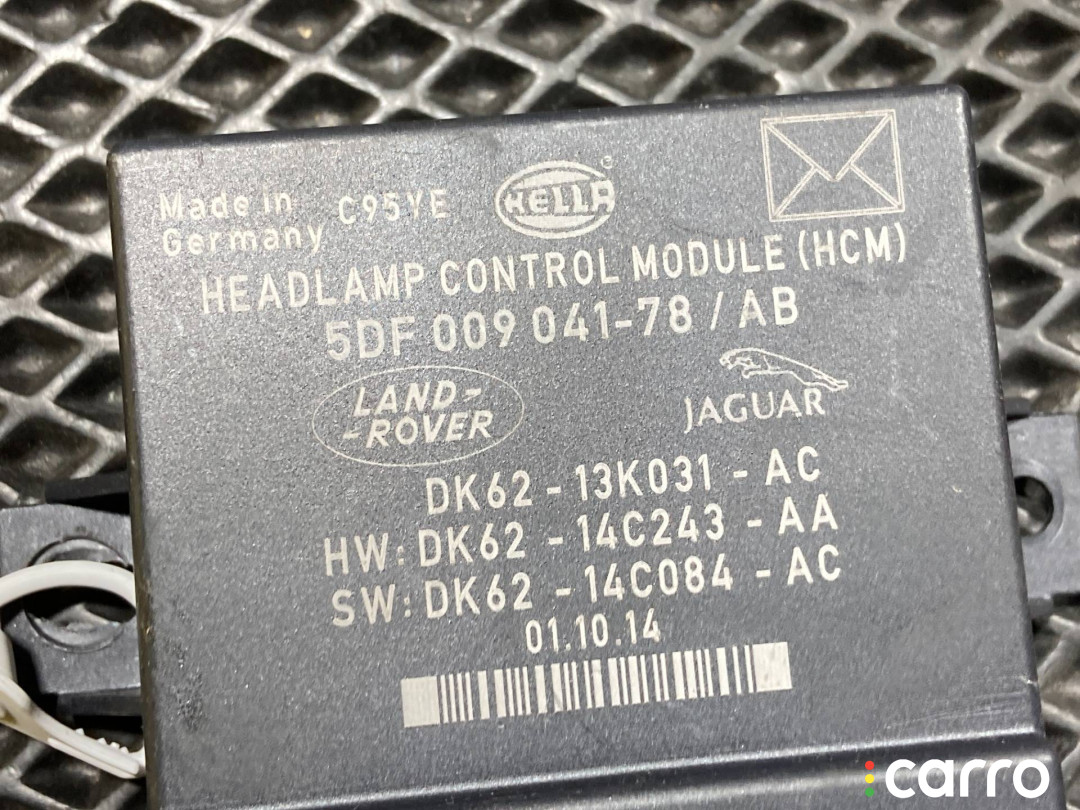 Made in C95YE HELLA®
Germany
HEADLAMP CONTROL MODULE (HCM)
5DF 009 041-78 / AB
LAND-
-ROVER
JAGUAR
DK62 - 13K031 - AC
HW: DK62 - 14C243 - AA
SW: DK62 - 14C084 - AC
01.10.14
carro